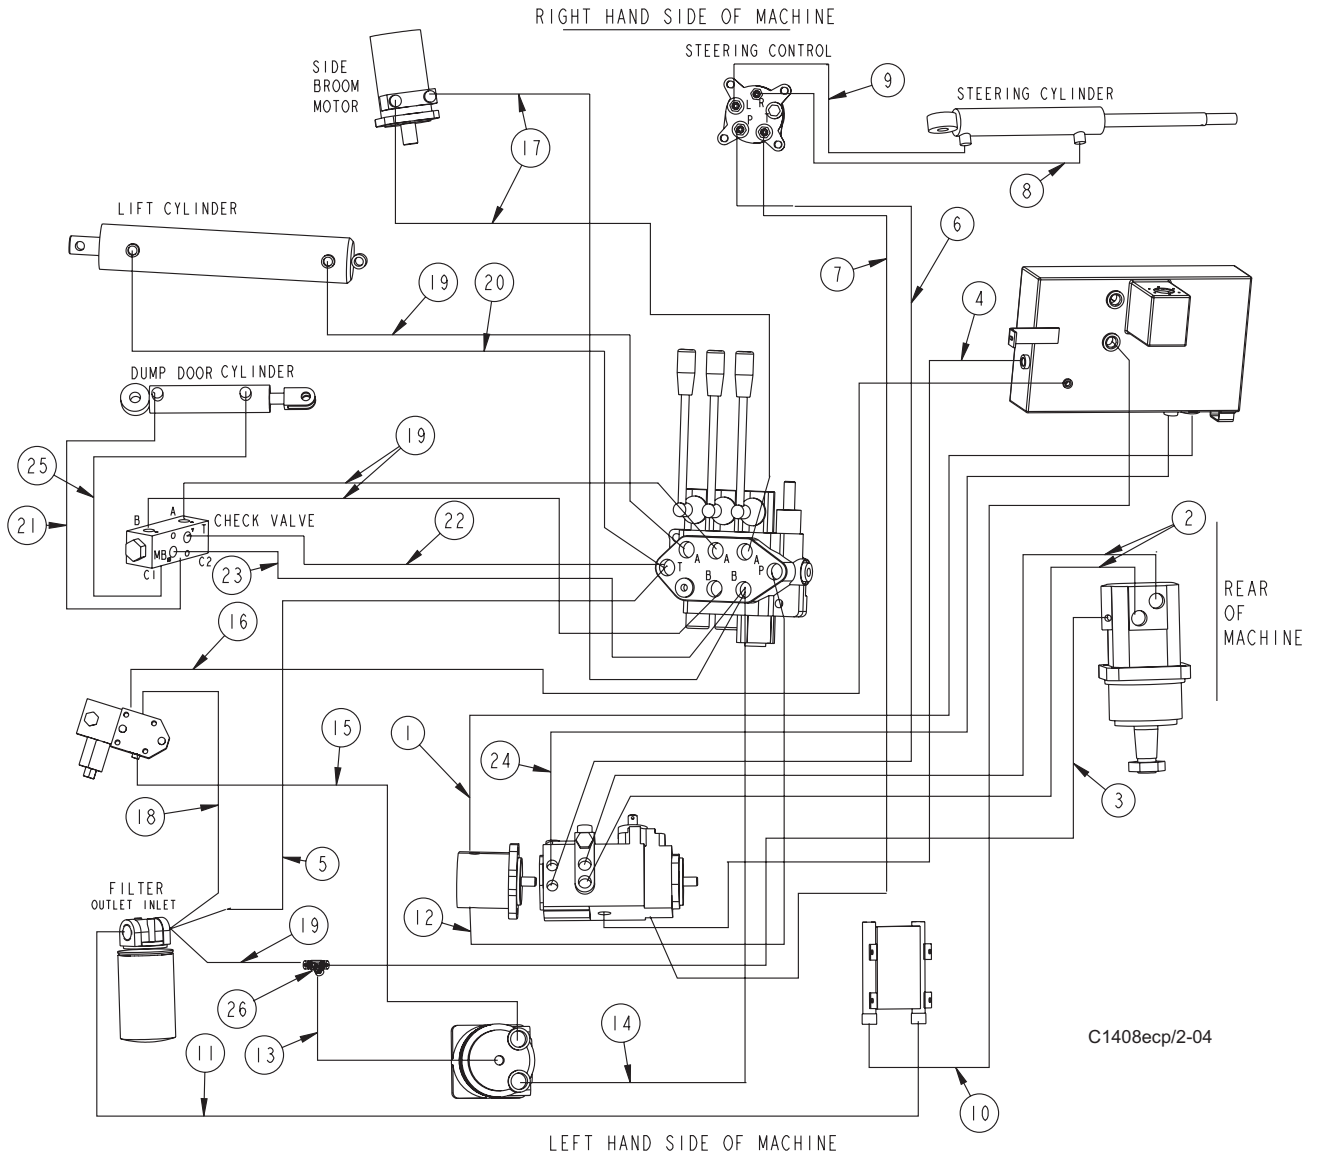 RIGHT HAND SIDE OF MACHINE
STEERING CONTROL
SIDE
BROOM
MOTOR
9
STEERING CYLINDER
L R
P T
17
8
LIFT CYLINDER
6
7
19
20
4
DUMP DOOR CYLINDER
19
25
21
B A
CHECK VALVE
T
MB
C1 C2
22
23
2
A A A
T P
B B
REAR
OF
MACHINE
16
15
1
24
18
3
5
FILTER
OUTLET INLET
12
19
26
13
14
11
C1408ecp/2-04
10
LEFT HAND SIDE OF MACHINE